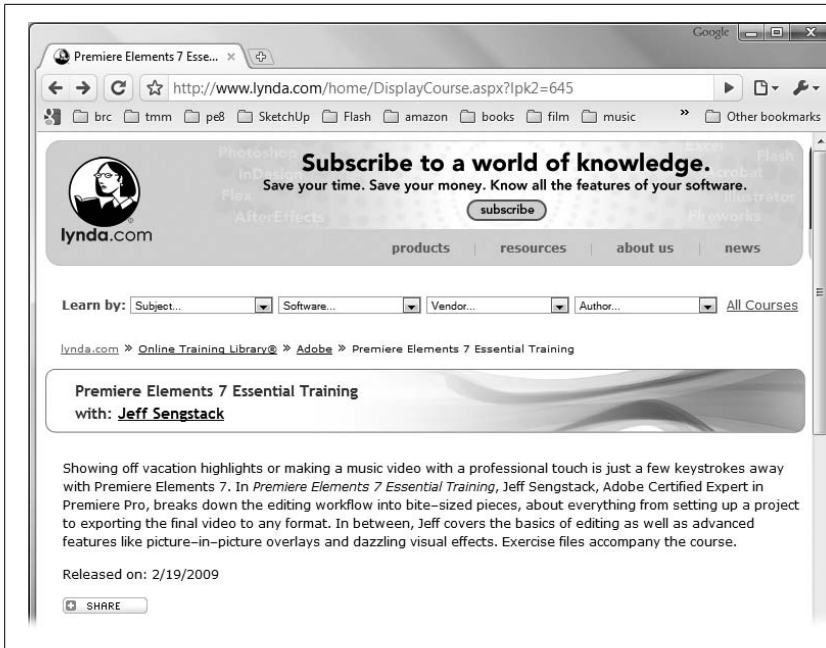 Google
Premiere Elements 7 Esse...
http://www.lynda.com/home/DisplayCourse.aspx?lpk2=645
brc tmm pe8 SketchUp Flash amazon books film music » Other bookmarks
Photoshop
InDesign
Flex
AfterEffects
Excel
Flash
Illustrator
Fireworks
Subscribe to a world of knowledge.
Save your time. Save your money. Know all the features of your software.
subscribe
lynda.com
products | resources | about us | news
Learn by: Subject... Software... Vendor... Author... All Courses
lynda.com » Online Training Library® » Adobe » Premiere Elements 7 Essential Training
Premiere Elements 7 Essential Training
with: Jeff Sengstack
Showing off vacation highlights or making a music video with a professional touch is just a few keystrokes away
with Premiere Elements 7. In Premiere Elements 7 Essential Training, Jeff Sengstack, Adobe Certified Expert in
Premiere Pro, breaks down the editing workflow into bite-sized pieces, about everything from setting up a project
to exporting the final video to any format. In between, Jeff covers the basics of editing as well as advanced
features like picture-in-picture overlays and dazzling visual effects. Exercise files accompany the course.
Released on: 2/19/2009
SHARE